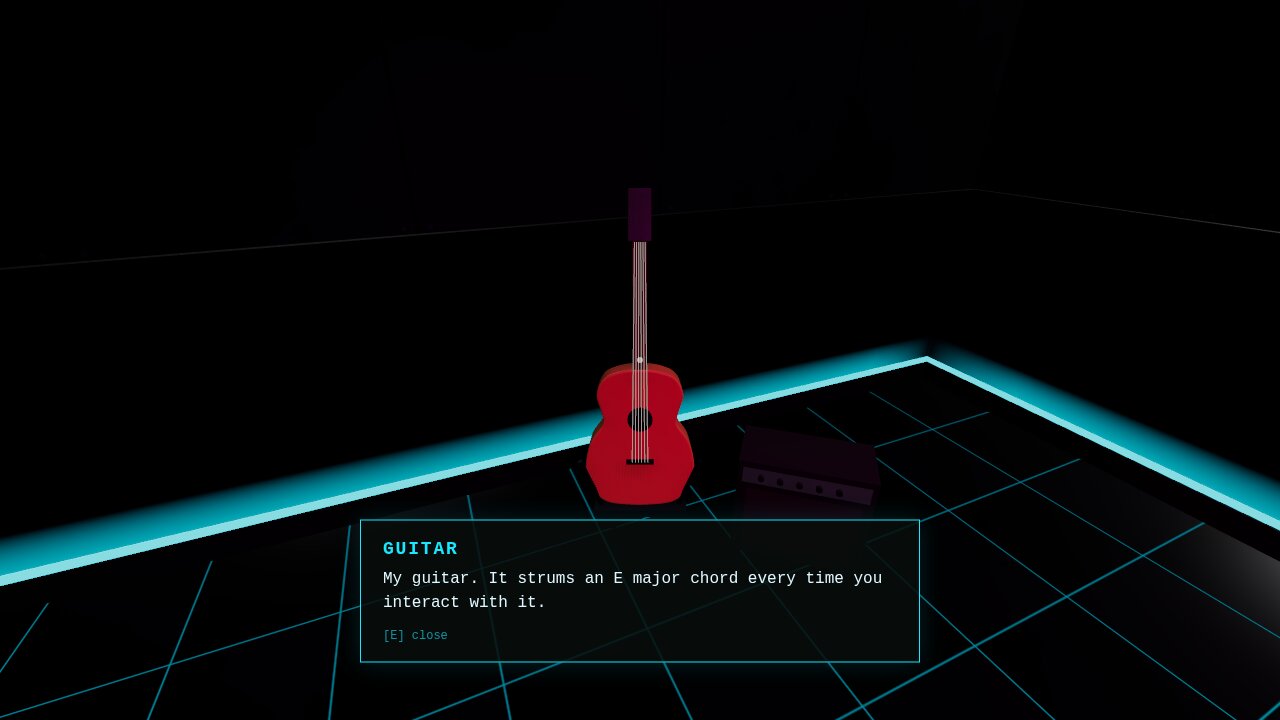 GUITAR
My guitar. It strums an E major chord every time you
interact with it.
[E] close